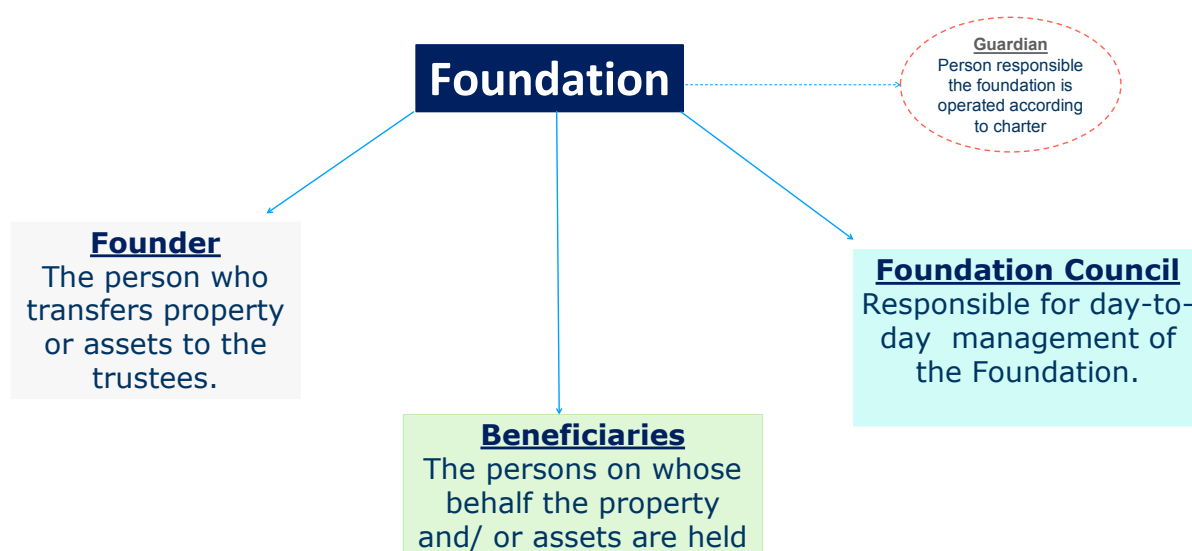 Foundation
Guardian
Person responsible
the foundation is
operated according
to charter
Founder
The person who
transfers property
or assets to the
trustees.
Foundation Council
Responsible for day-to-
day  management of
the Foundation.
Beneficiaries
The persons on whose
behalf the property
and/ or assets are held